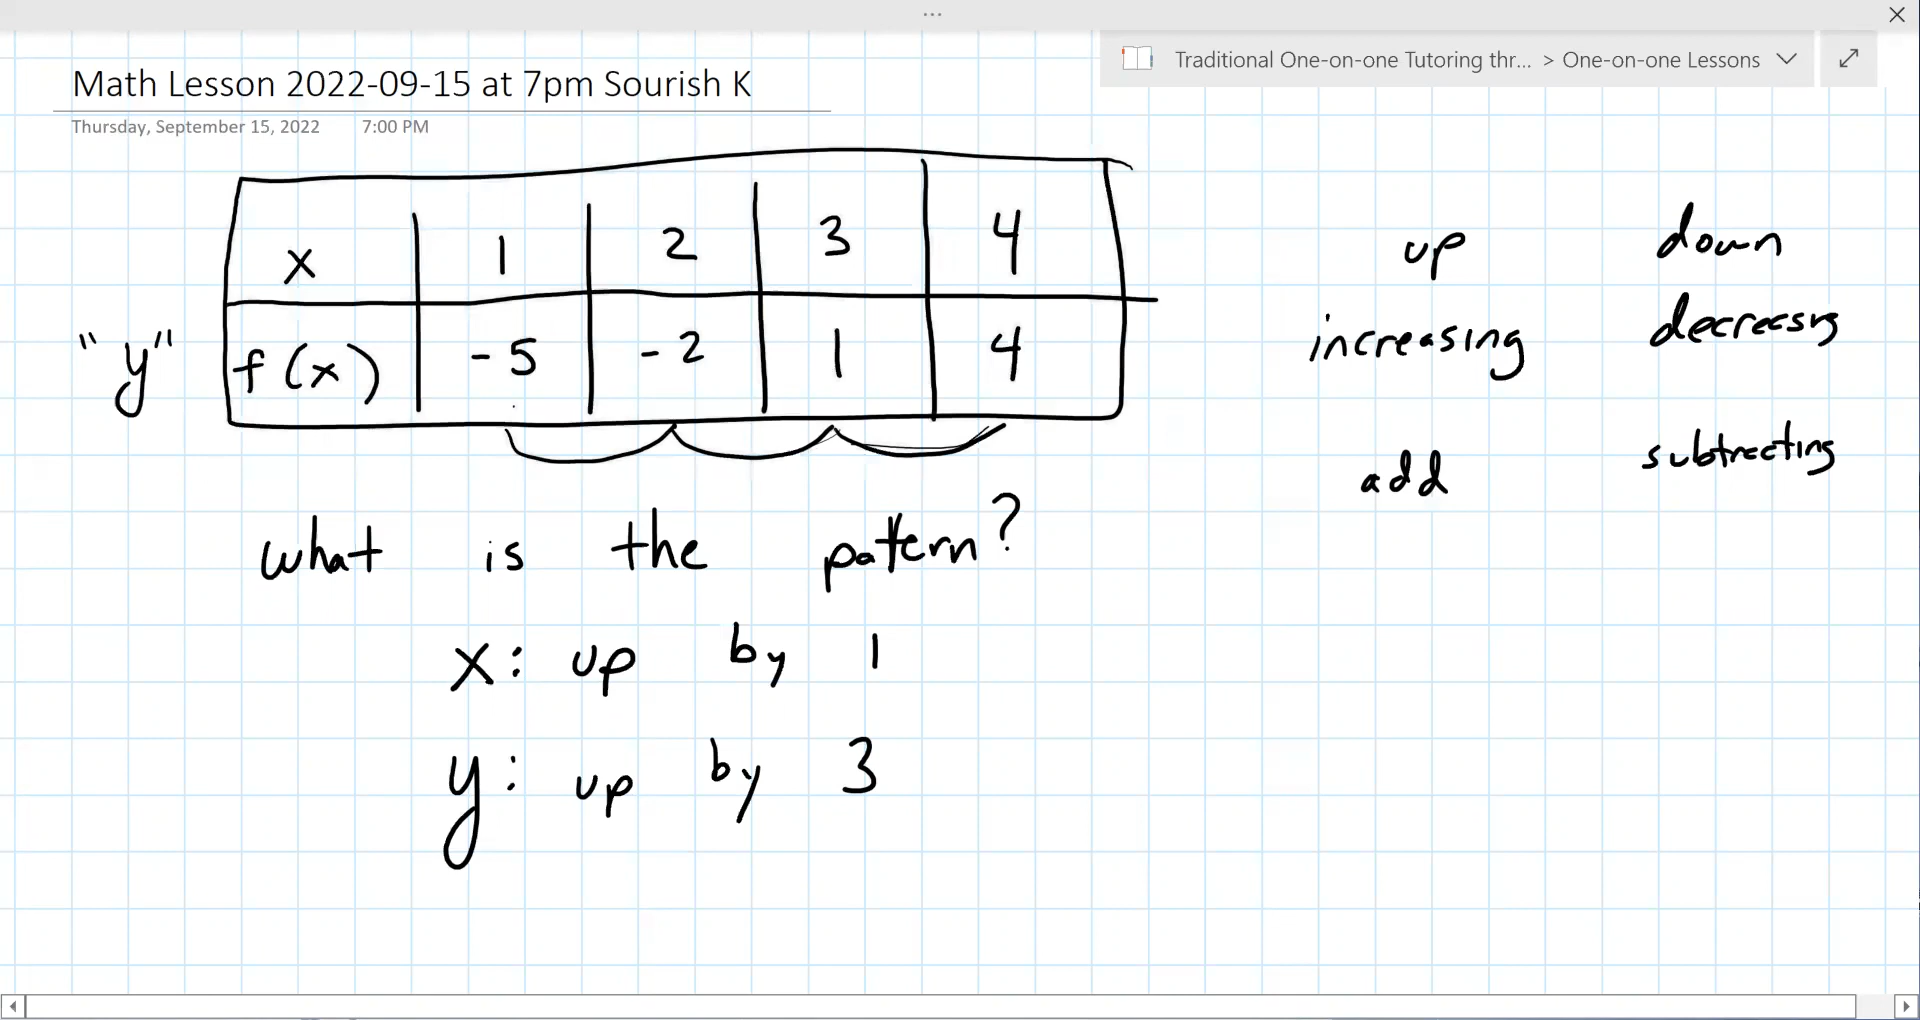 Traditional One-on-one Tutoring thr... > One-on-one Lessons
Math Lesson 2022-09-15 at 7pm Sourish K
Thursday, September 15, 2022 7:00 PM
x 1 2 3 4
"y" f(x) -5 -2 1 4
up down
increasing decreesing
add subtrecting
what is the pattern?
x: up by 1
y: up by 3